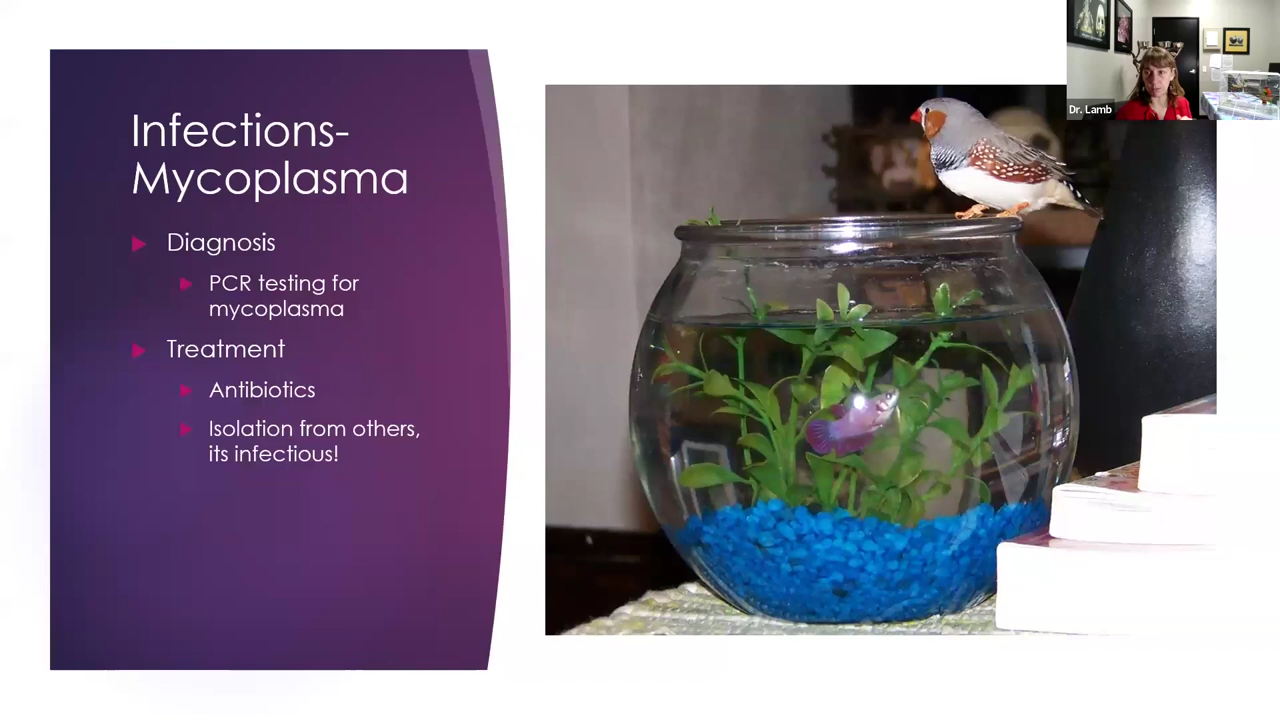 Infections-
Mycoplasma
Diagnosis
PCR testing for
mycoplasma
Treatment
Antibiotics
Isolation from others,
its infectious!
Dr. Lamb